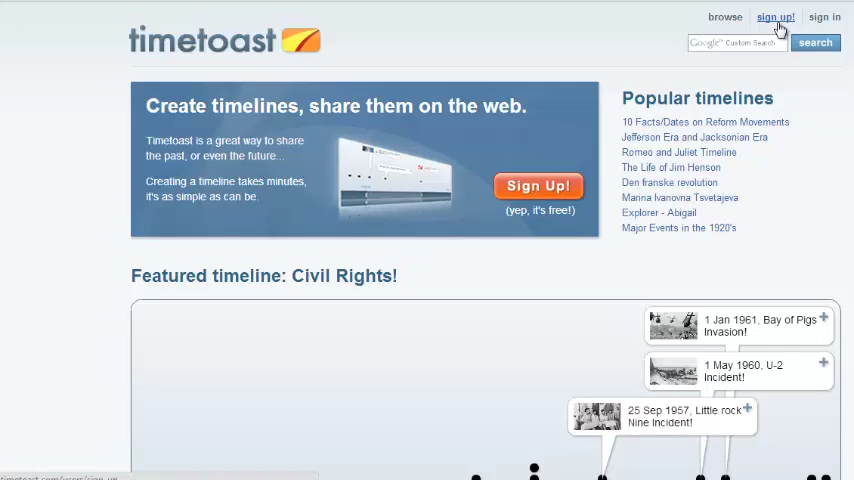 browse sign up! sign in
timetoast
Google™ Custom Search search
Create timelines, share them on the web.
Timetoast is a great way to share
the past, or even the future...
Creating a timeline takes minutes,
it's as simple as can be.
Sign Up!
(yep, it's free!)
Popular timelines
10 Facts/Dates on Reform Movements
Jefferson Era and Jacksonian Era
Romeo and Juliet Timeline
The Life of Jim Henson
Den franske revolution
Marina Ivanovna Tsvetajeva
Explorer - Abigail
Major Events in the 1920's
Featured timeline: Civil Rights!
1 Jan 1961, Bay of Pigs
Invasion!
1 May 1960, U-2
Incident!
25 Sep 1957, Little rock
Nine Incident!